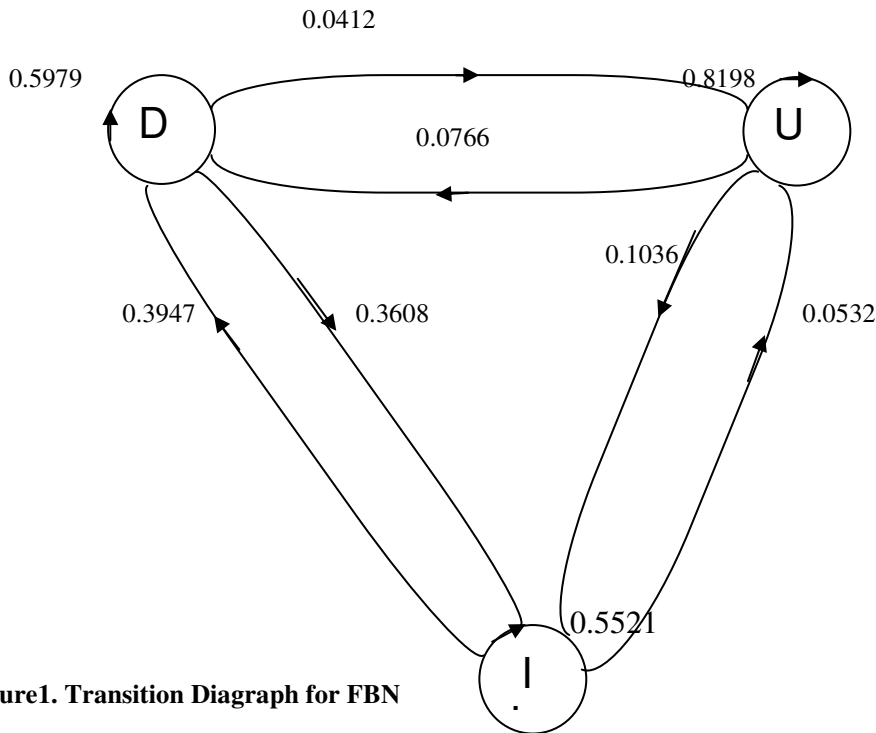 0.0412
0.5979
0.8198
D
U
0.0766
0.1036
0.3947
0.3608
0.0532
0.5521
I
.
ure1. Transition Diagraph for FBN